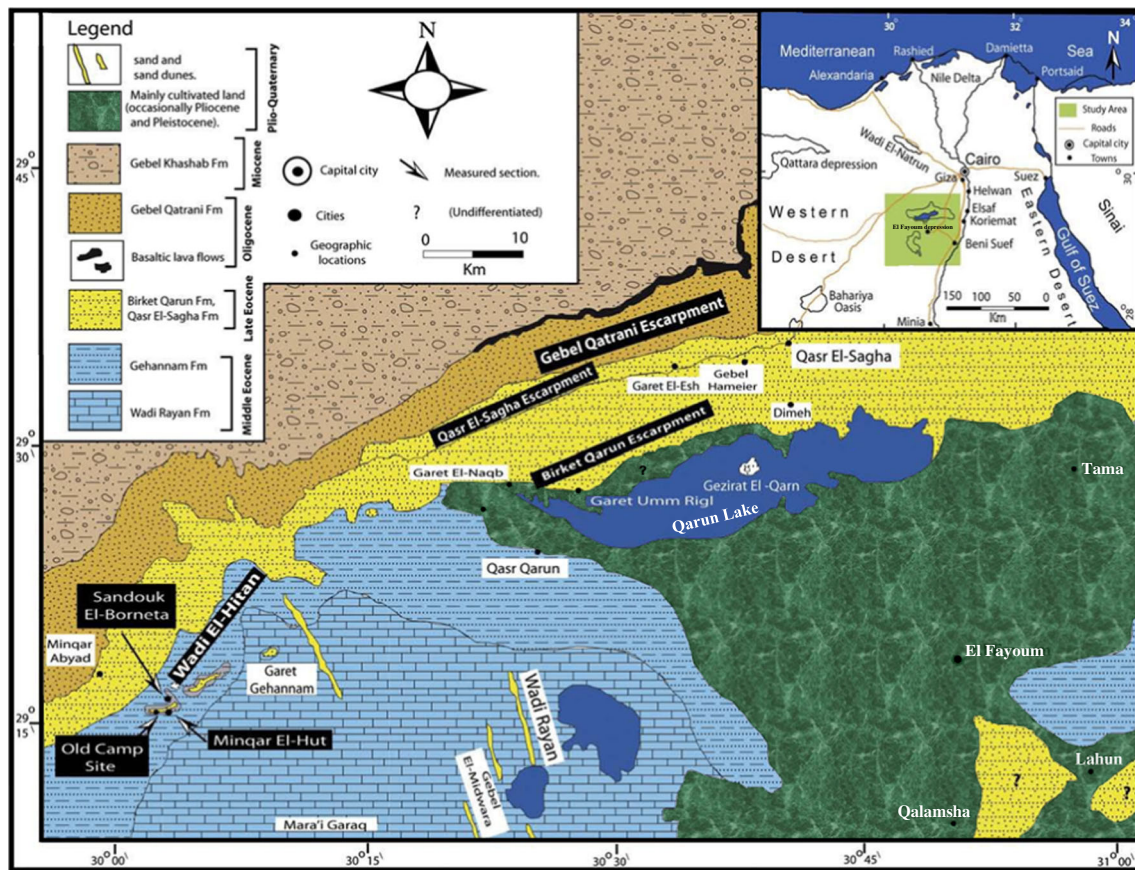 Legend
sand and
sand dunes.
Mainly cultivated land
(occasionally Pliocene
and Pleistocene).
Plio-Quaternary
Gebel Khashab Fm
Miocene
Gebel Qatrani Fm
Oligocene
Basaltic lava flows
Birket Qarun Fm,
Qasr El-Sagha Fm
Late Eocene
Gehannam Fm
Wadi Rayan Fm
Middle Eocene
N
Capital city
Measured section.
Cities
?
(Undifferentiated)
Geographic
locations
0
10
Km
30
32
34
Mediterranean
Sea
Rashied
Damietta
N
Alexandaria
Nile Delta
Portsaid
Study Area
Roads
Capital city
Towns
Wadi El-Natrun
Qattara depression
Cairo
Giza
Suez
30
Helwan
Western
Elsaf
Koriemat
El Fayoum depression
Sinai
Desert
Beni Suef
Eastern Desert
Gulf of Suez
Bahariya
Oasis
150
50
0
100
Km
Minia
28
Gebel Qatrani Escarpment
Qasr El-Sagha Escarpment
Qasr El-Sagha
Garet El-Esh
Gebel
Hameier
Dimeh
Birket Qarun Escarpment
Garet El-Naqb
?
Gezirat El -Qarn
Tama
Garet Umm Rigl
Qarun Lake
Qasr Qarun
Sandouk
El-Borneta
Wadi El-Hitan
Minqar
Abyad
Garet
Gehannam
El Fayoum
Wadi Rayan
Old Camp
Site
Minqar El-Hut
Gebel
El-Midwara
Lahun
?
?
Qalamsha
Mara'i Garaq
29°
45\
29°
30\
29°
15\
30° 00\
30° 15\
30° 30\
30° 45\
31° 00\